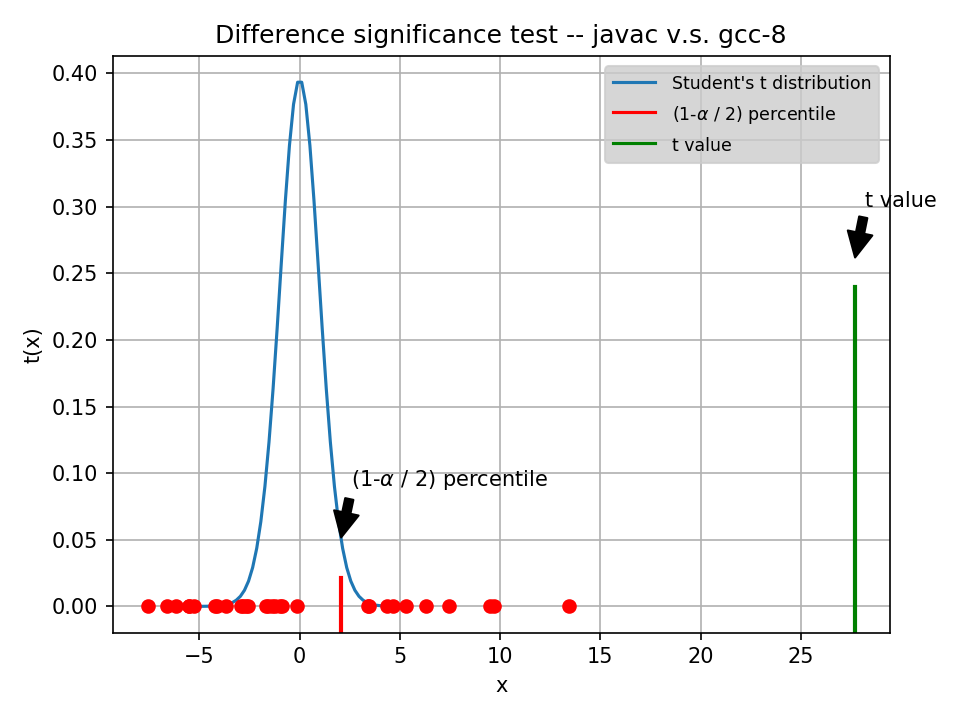 Difference significance test -- javac v.s. gcc-8
Student's t distribution
(1-α / 2) percentile
t value
t value
(1-α / 2) percentile
t(x)
0.40
0.35
0.30
0.25
0.20
0.15
0.10
0.05
0.00
−5
0
5
10
15
20
25
x